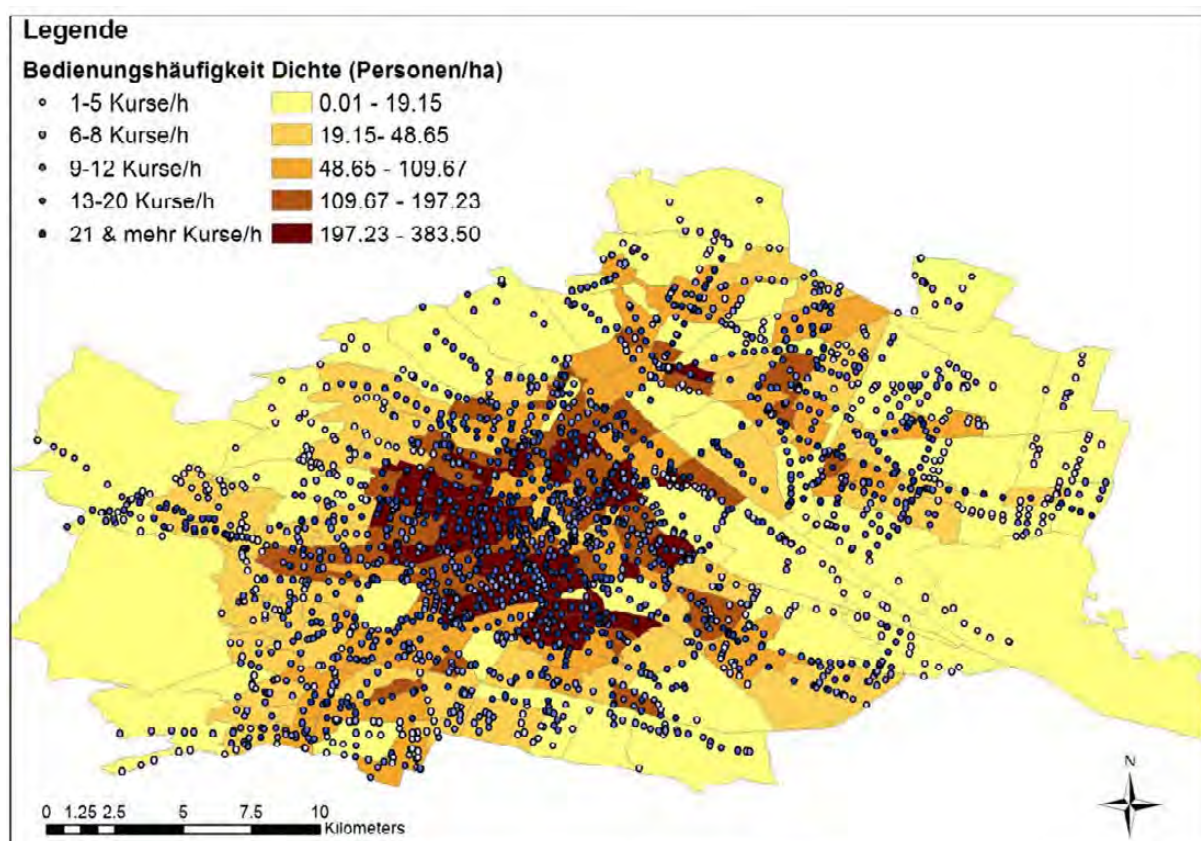 Legende
Bedienungshäufigkeit Dichte (Personen/ha)
1-5 Kurse/h 0.01 - 19.15
6-8 Kurse/h 19.15- 48.65
9-12 Kurse/h 48.65 - 109.67
13-20 Kurse/h 109.67 - 197.23
21 & mehr Kurse/h 197.23 - 383.50
N
0 1.25 2.5 5 7.5 10
Kilometers